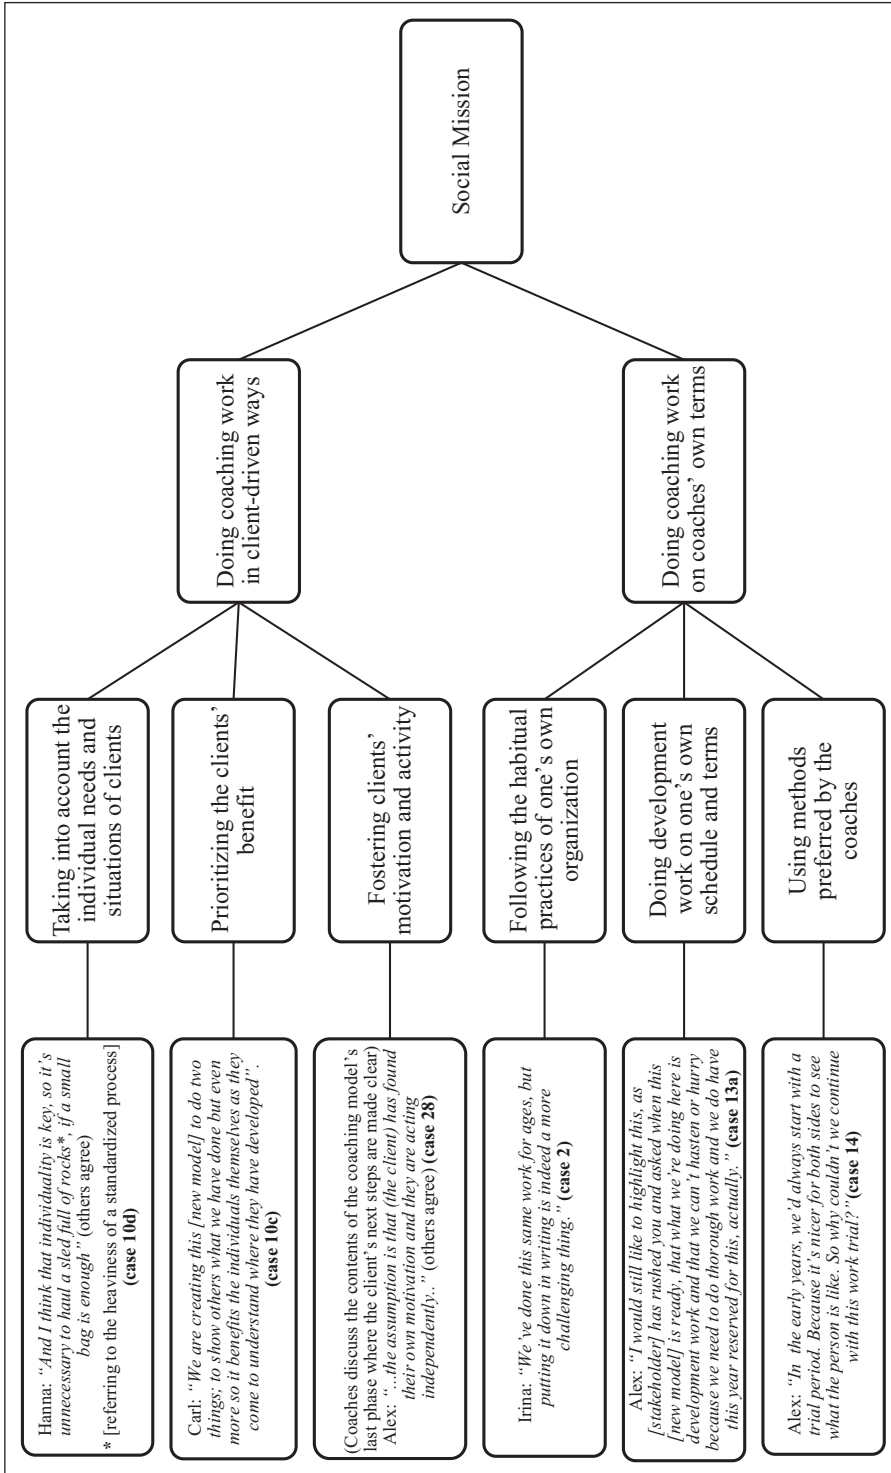 Hanna: “And I think that individuality is key, so it’s
unnecessary to haul a sled full of rocks*, if a small
bag is enough” (others agree)
* [referring to the heaviness of a standardized process]
(case 10d)
Carl: “We are creating this [new model] to do two
things; to show others what we have done but even
more so it benefits the individuals themselves as they
come to understand where they have developed”.
(case 10c)
(Coaches discuss the contents of the coaching model’s
last phase where the client’s next steps are made clear)
Alex: “...the assumption is that (the client) has found
their own motivation and they are acting
independently..” (others agree) (case 28)
Irina: “We’ve done this same work for ages, but
putting it down in writing is indeed a more
challenging thing.” (case 2)
Alex: “I would still like to highlight this, as
[stakeholder] has rushed you and asked when this
[new model] is ready, that what we’re doing here is
development work and that we can’t hasten or hurry
because we need to do thorough work and we do have
this year reserved for this, actually.” (case 13a)
Alex: “In the early years, we’d always start with a
trial period. Because it’s nicer for both sides to see
what the person is like. So why couldn’t we continue
with this work trial?”(case 14)
Taking into account the
individual needs and
situations of clients
Prioritizing the clients’
benefit
Fostering clients’
motivation and activity
Following the habitual
practices of one’s own
organization
Doing development
work on one’s own
schedule and terms
Using methods
preferred by the
coaches
Doing coaching work
in client-driven ways
Doing coaching work
on coaches’ own terms
Social Mission